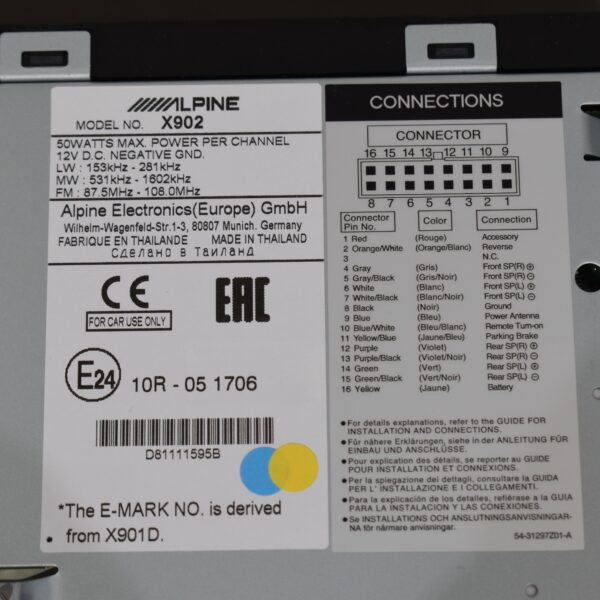 ALPINE
MODEL NO. X902
50WATTS MAX. POWER PER CHANNEL
12V D.C. NEGATIVE GND.
LW : 153kHz - 281kHz
MW : 531kHz - 1602kHz
FM : 87.5MHz - 108.0MHz
Alpine Electronics(Europe) GmbH
Wilhelm-Wagenfeld-Str.1-3, 80807 Munich. Germany
FABRIQUE EN THAILANDE MADE IN THAILAND
Сделано в Таиланд
CE
FOR CAR USE ONLY
EAC
E24 10R - 05 1706
D81111595B
*The E-MARK NO. is derived
from X901D.
CONNECTIONS
CONNECTOR
16 15 14 13 12 11 10 9
8 7 6 5 4 3 2 1
Connector Color Connection
Pin No.
1 Red (Rouge) Accessory
2 Orange/White (Orange/Blanc) Reverse
3 N.C.
4 Gray (Gris) Front SP(R) ⊕
5 Gray/Black (Gris/Noir) Front SP(R) ⊖
6 White (Blanc) Front SP(L) ⊕
7 White/Black (Blanc/Noir) Front SP(L) ⊖
8 Black (Noir) Ground
9 Blue (Bleu) Power Antenna
10 Blue/White (Bleu/Blanc) Remote Turn-on
11 Yellow/Blue (Jaune/Bleu) Parking Brake
12 Purple (Violet) Rear SP(R) ⊕
13 Purple/Black (Violet/Noir) Rear SP(R) ⊖
14 Green (Vert) Rear SP(L) ⊕
15 Green/Black (Vert/Noir) Rear SP(L) ⊖
16 Yellow (Jaune) Battery
●For details explanations, refer to the GUIDE FOR
INSTALLATION AND CONNECTIONS.
●Für nähere Erklärungen, siehe in der ANLEITUNG FÜR
EINBAU UND ANSCHLÜSSE.
●Pour explication des détails, se reporter au GUIDE
POUR INSTALLATION ET CONNEXIONS.
●Per la spiegazione dei dettagli, consultare la GUIDA
PER L' INSTALLAZIONE E I COLLEGAMENTI.
●Para la explicación de los detalles, refiérase a la GUIA
PARA LA INSTALACION Y LAS CONEXIONES.
●Se INSTALLATIONS OCH ANSLUTNINGSANVISNINGAR-
NA för närmare anvisningar.
54-31297Z01-A